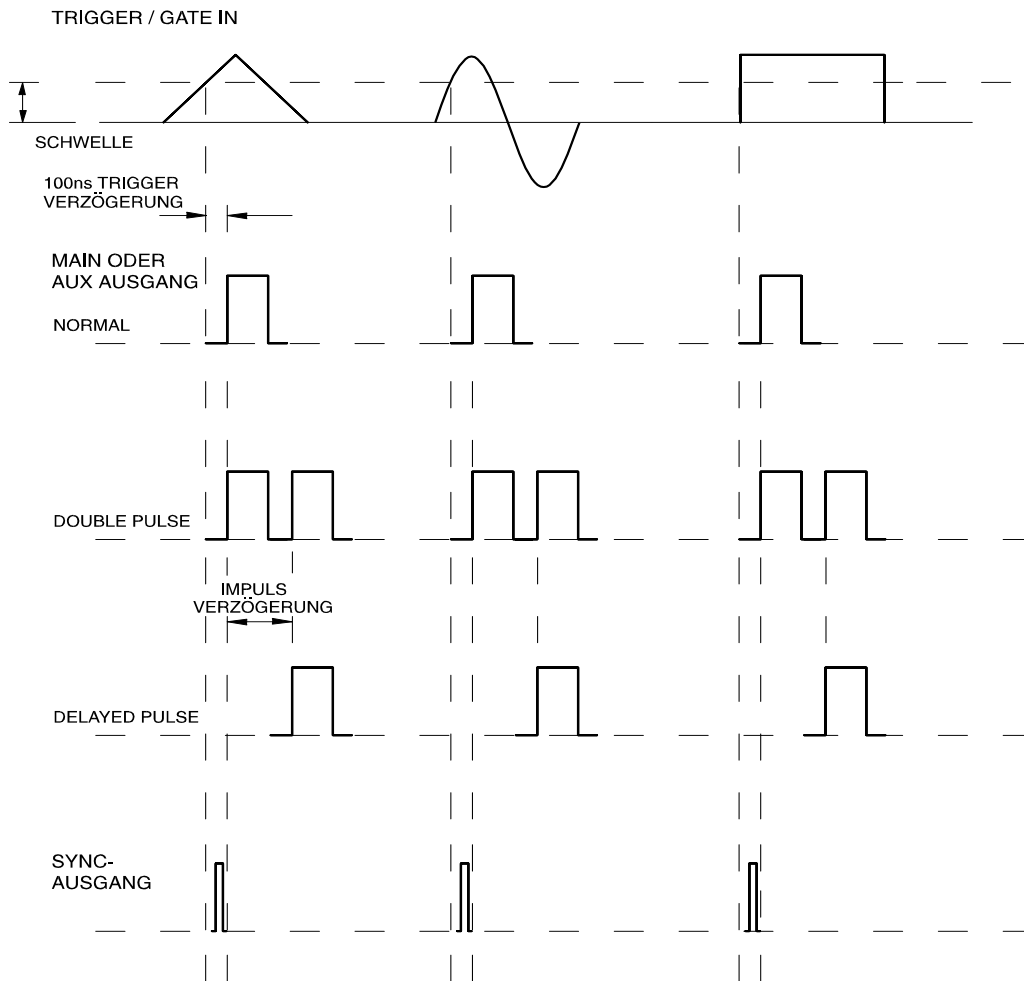 TRIGGER / GATE IN
SCHWELLE
100ns TRIGGER
VERZÖGERUNG
MAIN ODER
AUX AUSGANG
NORMAL
DOUBLE PULSE
IMPULS
VERZÖGERUNG
DELAYED PULSE
SYNC-
AUSGANG